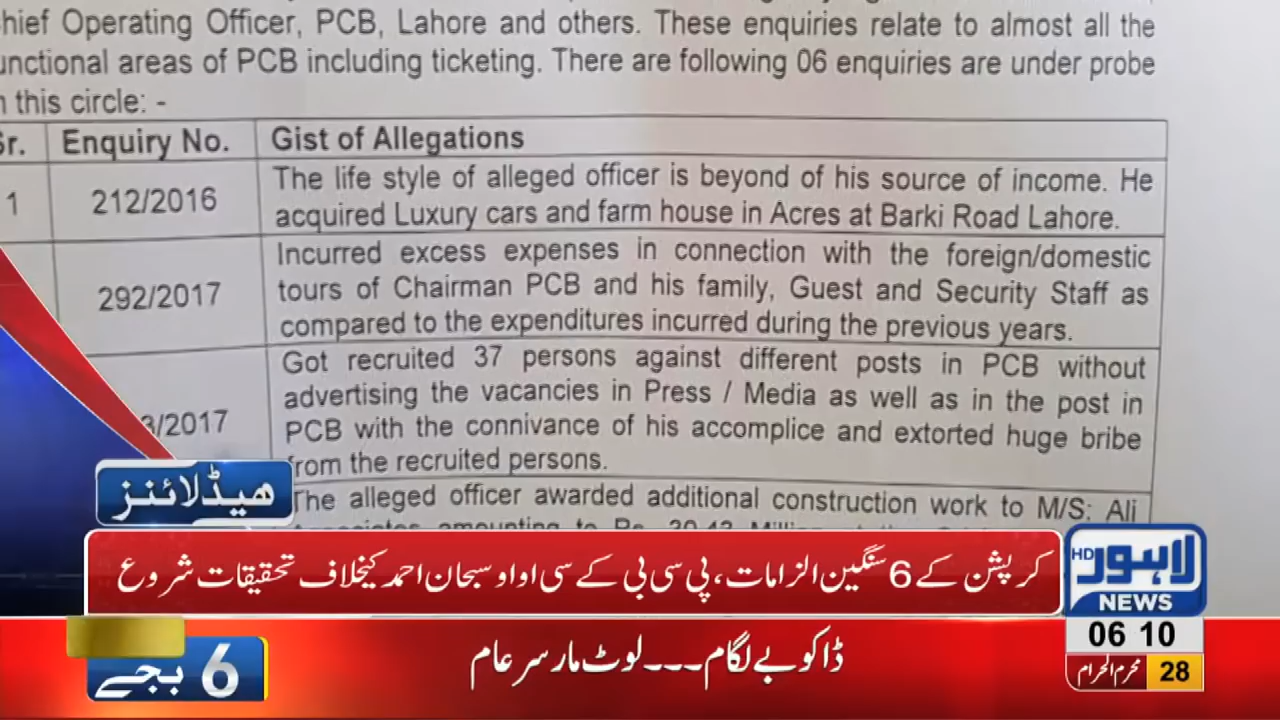 hief Operating Officer, PCB, Lahore and others. These enquiries relate to almost all the
unctional areas of PCB including ticketing. There are following 06 enquiries are under probe
n this circle: -
Sr. Enquiry No. Gist of Allegations
1 212/2016 The life style of alleged officer is beyond of his source of income. He
acquired Luxury cars and farm house in Acres at Barki Road Lahore.
292/2017 Incurred excess expenses in connection with the foreign/domestic
tours of Chairman PCB and his family, Guest and Security Staff as
compared to the expenditures incurred during the previous years.
3/2017 Got recruited 37 persons against different posts in PCB without
advertising the vacancies in Press / Media as well as in the post in
PCB with the connivance of his accomplice and extorted huge bribe
from the recruited persons.
The alleged officer awarded additional construction work to M/S: Ali
ہیڈلائنز
کرپشن کے 6 سنگین الزامات، پی سی بی کے سی او او سبحان احمد کیخلاف تحقیقات شروع
لاہور HD
NEWS
06 10
محرم الحرام 28
6 بجے
ڈاکو بے لگام۔۔۔ لوٹ مار سرعام